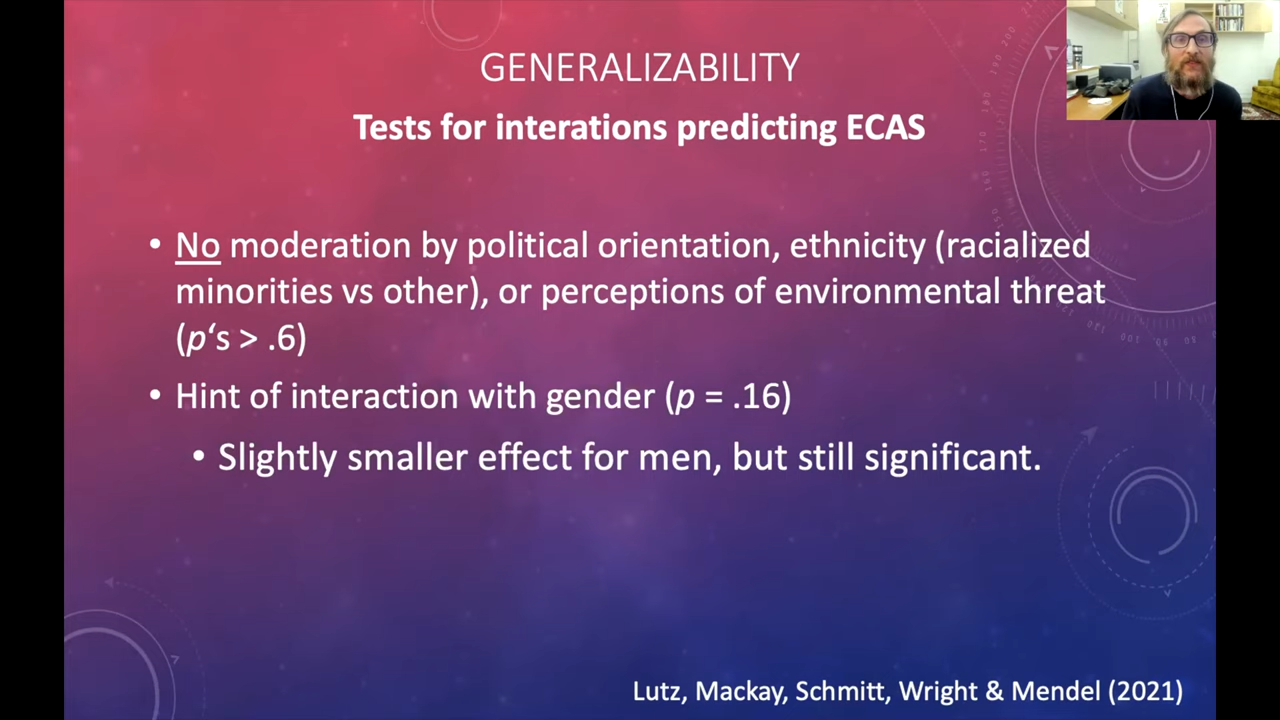 GENERALIZABILITY
Tests for interations predicting ECAS
• No moderation by political orientation, ethnicity (racialized
minorities vs other), or perceptions of environmental threat
(p‘s > .6)
• Hint of interaction with gender (p = .16)
• Slightly smaller effect for men, but still significant.
Lutz, Mackay, Schmitt, Wright & Mendel (2021)